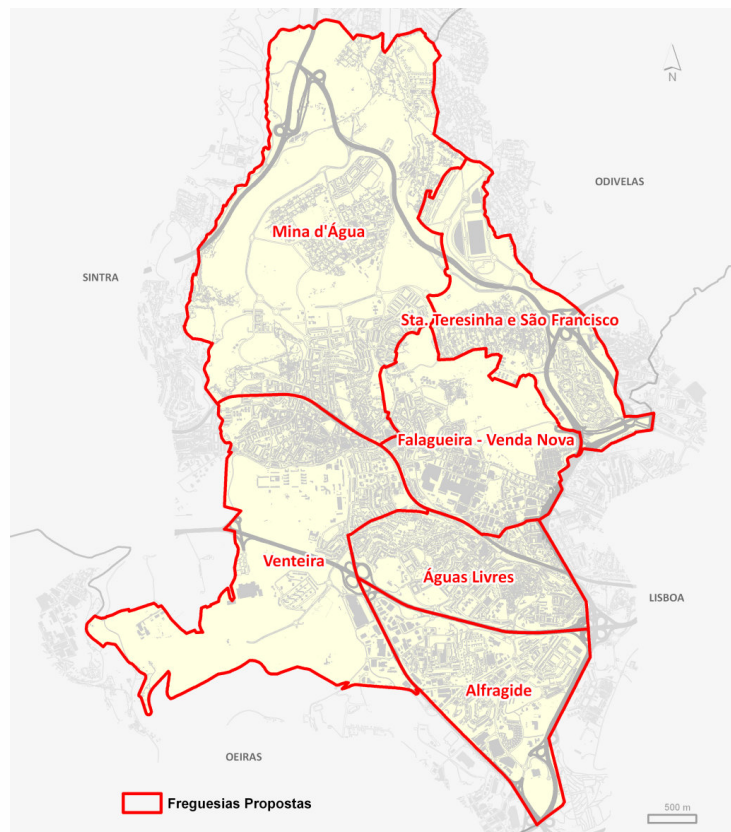 N
ODIVELAS
Mina d'Água
SINTRA
Sta. Teresinha e São Francisco
Falagueira - Venda Nova
Venteira
Águas Livres
LISBOA
Alfragide
OEIRAS
Freguesias Propostas
500 m